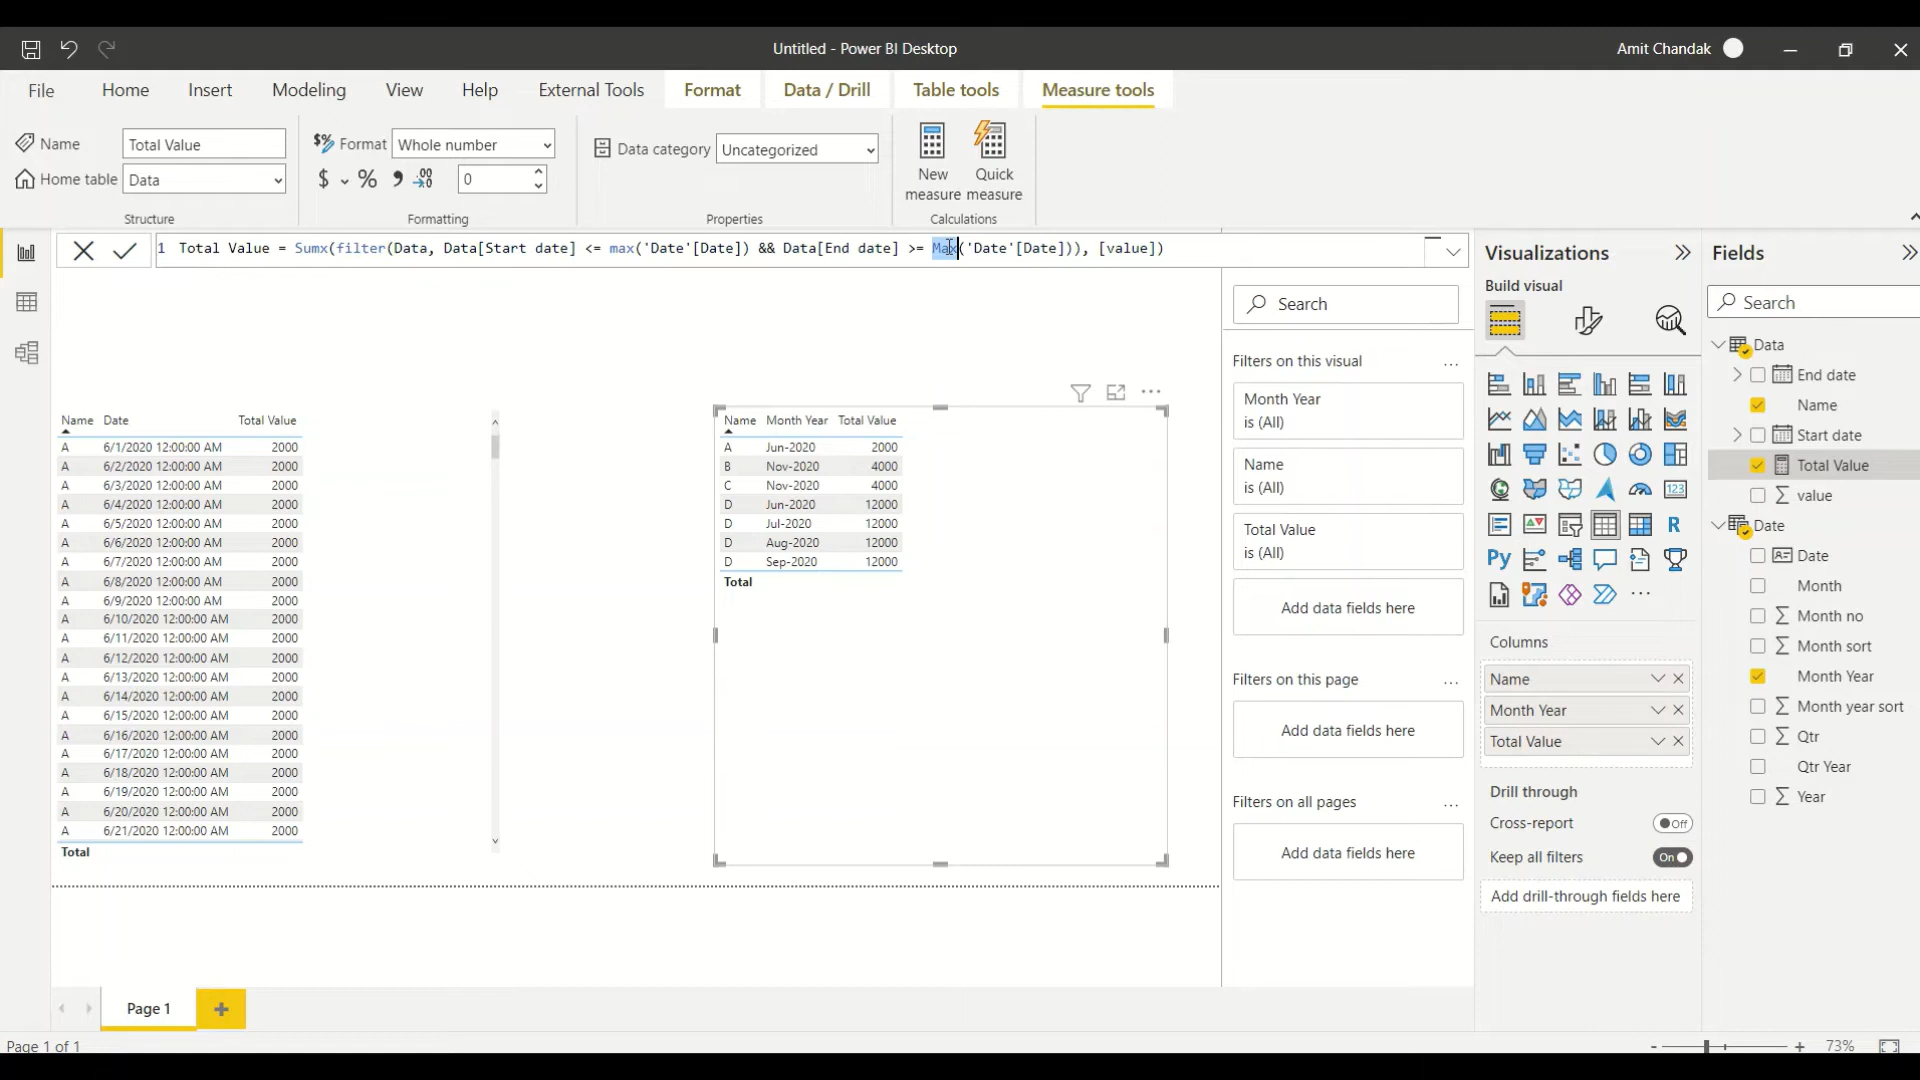 Untitled - Power BI Desktop
Amit Chandak
File
Home
Insert
Modeling
View
Help
External Tools
Format
Data / Drill
Table tools
Measure tools
Name
Total Value
Home table
Data
Structure
Format
Whole number
$
%
0
Formatting
Data category
Uncategorized
Properties
New
measure
Quick
measure
Calculations
1 Total Value = Sumx(filter(Data, Data[Start date] <= max('Date'[Date]) && Data[End date] >= Max('Date'[Date])), [value])
Name Date Total Value
A 6/1/2020 12:00:00 AM 2000
A 6/2/2020 12:00:00 AM 2000
A 6/3/2020 12:00:00 AM 2000
A 6/4/2020 12:00:00 AM 2000
A 6/5/2020 12:00:00 AM 2000
A 6/6/2020 12:00:00 AM 2000
A 6/7/2020 12:00:00 AM 2000
A 6/8/2020 12:00:00 AM 2000
A 6/9/2020 12:00:00 AM 2000
A 6/10/2020 12:00:00 AM 2000
A 6/11/2020 12:00:00 AM 2000
A 6/12/2020 12:00:00 AM 2000
A 6/13/2020 12:00:00 AM 2000
A 6/14/2020 12:00:00 AM 2000
A 6/15/2020 12:00:00 AM 2000
A 6/16/2020 12:00:00 AM 2000
A 6/17/2020 12:00:00 AM 2000
A 6/18/2020 12:00:00 AM 2000
A 6/19/2020 12:00:00 AM 2000
A 6/20/2020 12:00:00 AM 2000
A 6/21/2020 12:00:00 AM 2000
Total
Name Month Year Total Value
A Jun-2020 2000
B Nov-2020 4000
C Nov-2020 4000
D Jun-2020 12000
D Jul-2020 12000
D Aug-2020 12000
D Sep-2020 12000
Total
Search
Filters on this visual
Month Year
is (All)
Name
is (All)
Total Value
is (All)
Add data fields here
Filters on this page
Add data fields here
Filters on all pages
Add data fields here
Visualizations
Build visual
123
R
Py
Columns
Name
Month Year
Total Value
Drill through
Cross-report
Off
Keep all filters
On
Add drill-through fields here
Fields
Search
Data
End date
Name
Start date
Total Value
value
Date
Date
Month
Month no
Month sort
Month Year
Month year sort
Qtr
Qtr Year
Year
Page 1
Page 1 of 1
73%